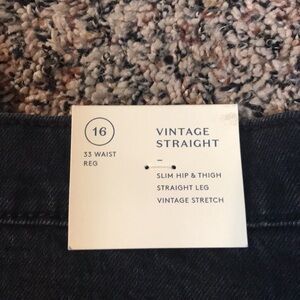 16
33 WAIST
REG
VINTAGE
STRAIGHT
–
SLIM HIP & THIGH
STRAIGHT LEG
VINTAGE STRETCH